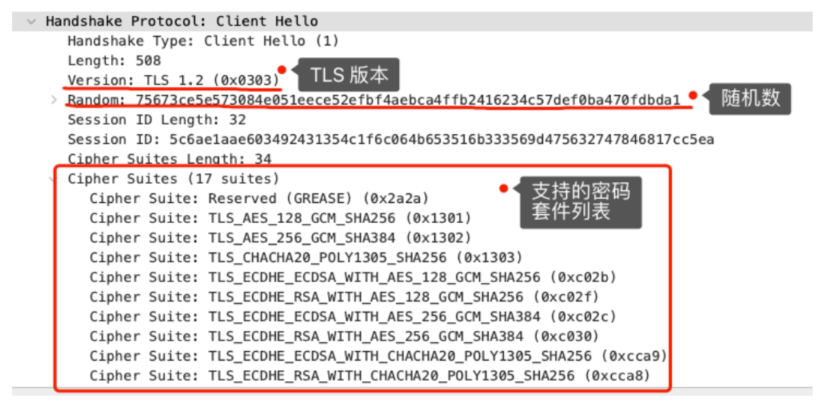 Handshake Protocol: Client Hello
Handshake Type: Client Hello (1)
Length: 508
Version: TLS 1.2 (0x0303)
TLS 版本
Random: 75673ce5e573084e051eece52efbf4aebca4ffb2416234c57def0ba470fdbda1
随机数
Session ID Length: 32
Session ID: 5c6ae1aae603492431354c1f6c064b653516b333569d475632747846817cc5ea
Cipher Suites Length: 34
Cipher Suites (17 suites)
支持的密码
套件列表
Cipher Suite: Reserved (GREASE) (0x2a2a)
Cipher Suite: TLS_AES_128_GCM_SHA256 (0x1301)
Cipher Suite: TLS_AES_256_GCM_SHA384 (0x1302)
Cipher Suite: TLS_CHACHA20_POLY1305_SHA256 (0x1303)
Cipher Suite: TLS_ECDHE_ECDSA_WITH_AES_128_GCM_SHA256 (0xc02b)
Cipher Suite: TLS_ECDHE_RSA_WITH_AES_128_GCM_SHA256 (0xc02f)
Cipher Suite: TLS_ECDHE_ECDSA_WITH_AES_256_GCM_SHA384 (0xc02c)
Cipher Suite: TLS_ECDHE_RSA_WITH_AES_256_GCM_SHA384 (0xc030)
Cipher Suite: TLS_ECDHE_ECDSA_WITH_CHACHA20_POLY1305_SHA256 (0xcca9)
Cipher Suite: TLS_ECDHE_RSA_WITH_CHACHA20_POLY1305_SHA256 (0xcca8)